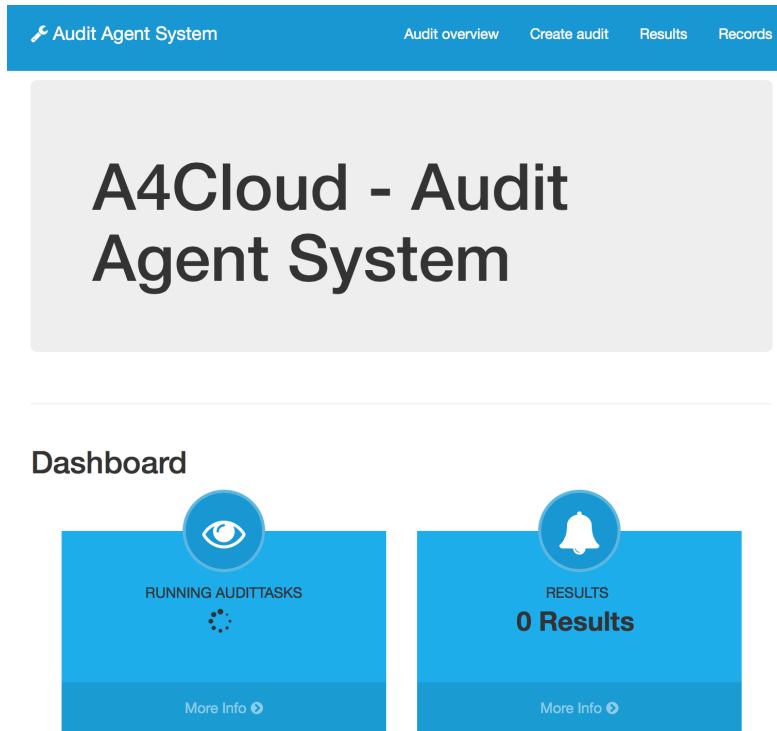 Audit Agent System
Audit overview Create audit Results Records
A4Cloud - Audit
Agent System
Dashboard
RUNNING AUDITTASKS
RESULTS
0 Results
More Info
More Info